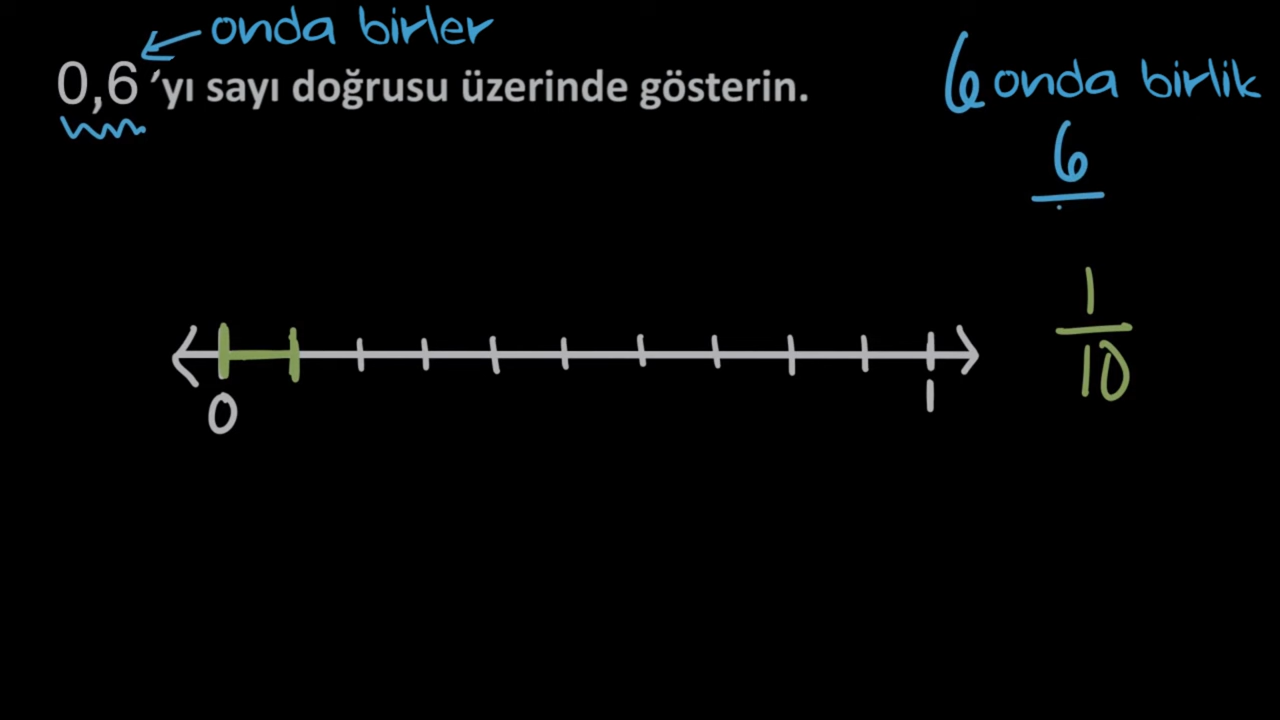 onda birler
0,6 ’yı sayı doğrusu üzerinde gösterin.
6 onda birlik
6
1
10
0
1